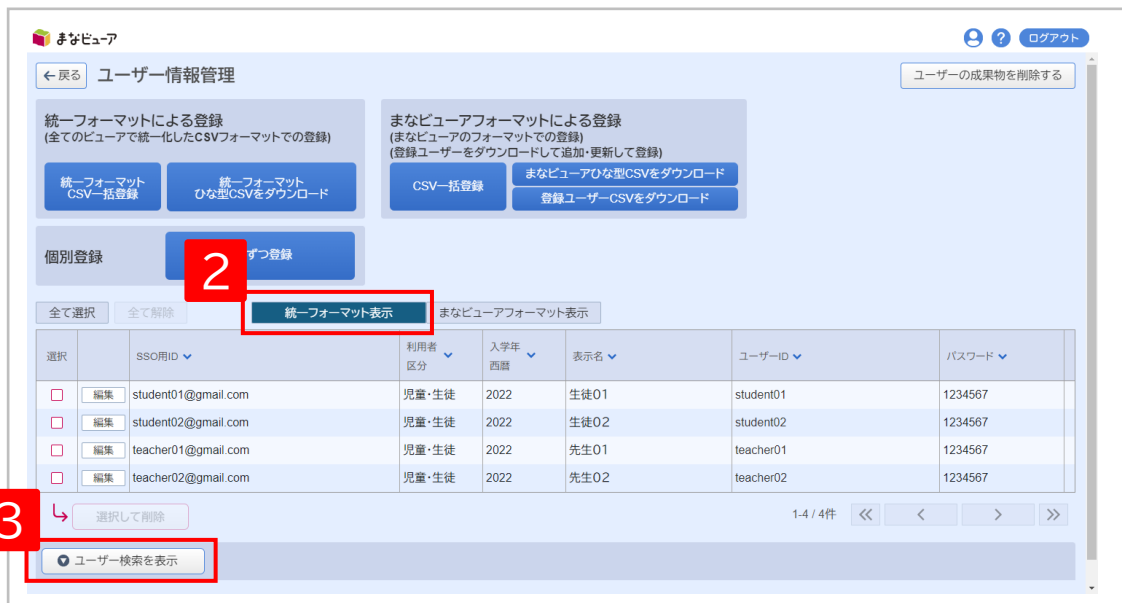 まなビューア
? ログアウト
←戻る ユーザー情報管理 ユーザーの成果物を削除する
統一フォーマットによる登録
(全てのビューアで統一化したCSVフォーマットでの登録)
統一フォーマット
CSV一括登録
統一フォーマット
ひな型CSVをダウンロード
まなビューアフォーマットによる登録
(まなビューアのフォーマットでの登録)
(登録ユーザーをダウンロードして追加・更新して登録)
CSV一括登録
まなビューアひな型CSVをダウンロード
登録ユーザーCSVをダウンロード
個別登録
2 ずつ登録
全て選択 全て解除 統一フォーマット表示 まなビューアフォーマット表示
選択 SSO用ID 利用者区分 入学年西暦 表示名 ユーザーID パスワード
編集 student01@gmail.com 児童・生徒 2022 生徒01 student01 1234567
編集 student02@gmail.com 児童・生徒 2022 生徒02 student02 1234567
編集 teacher01@gmail.com 児童・生徒 2022 先生01 teacher01 1234567
編集 teacher02@gmail.com 児童・生徒 2022 先生02 teacher02 1234567
選択して削除 1-4 / 4件
3
ユーザー検索を表示